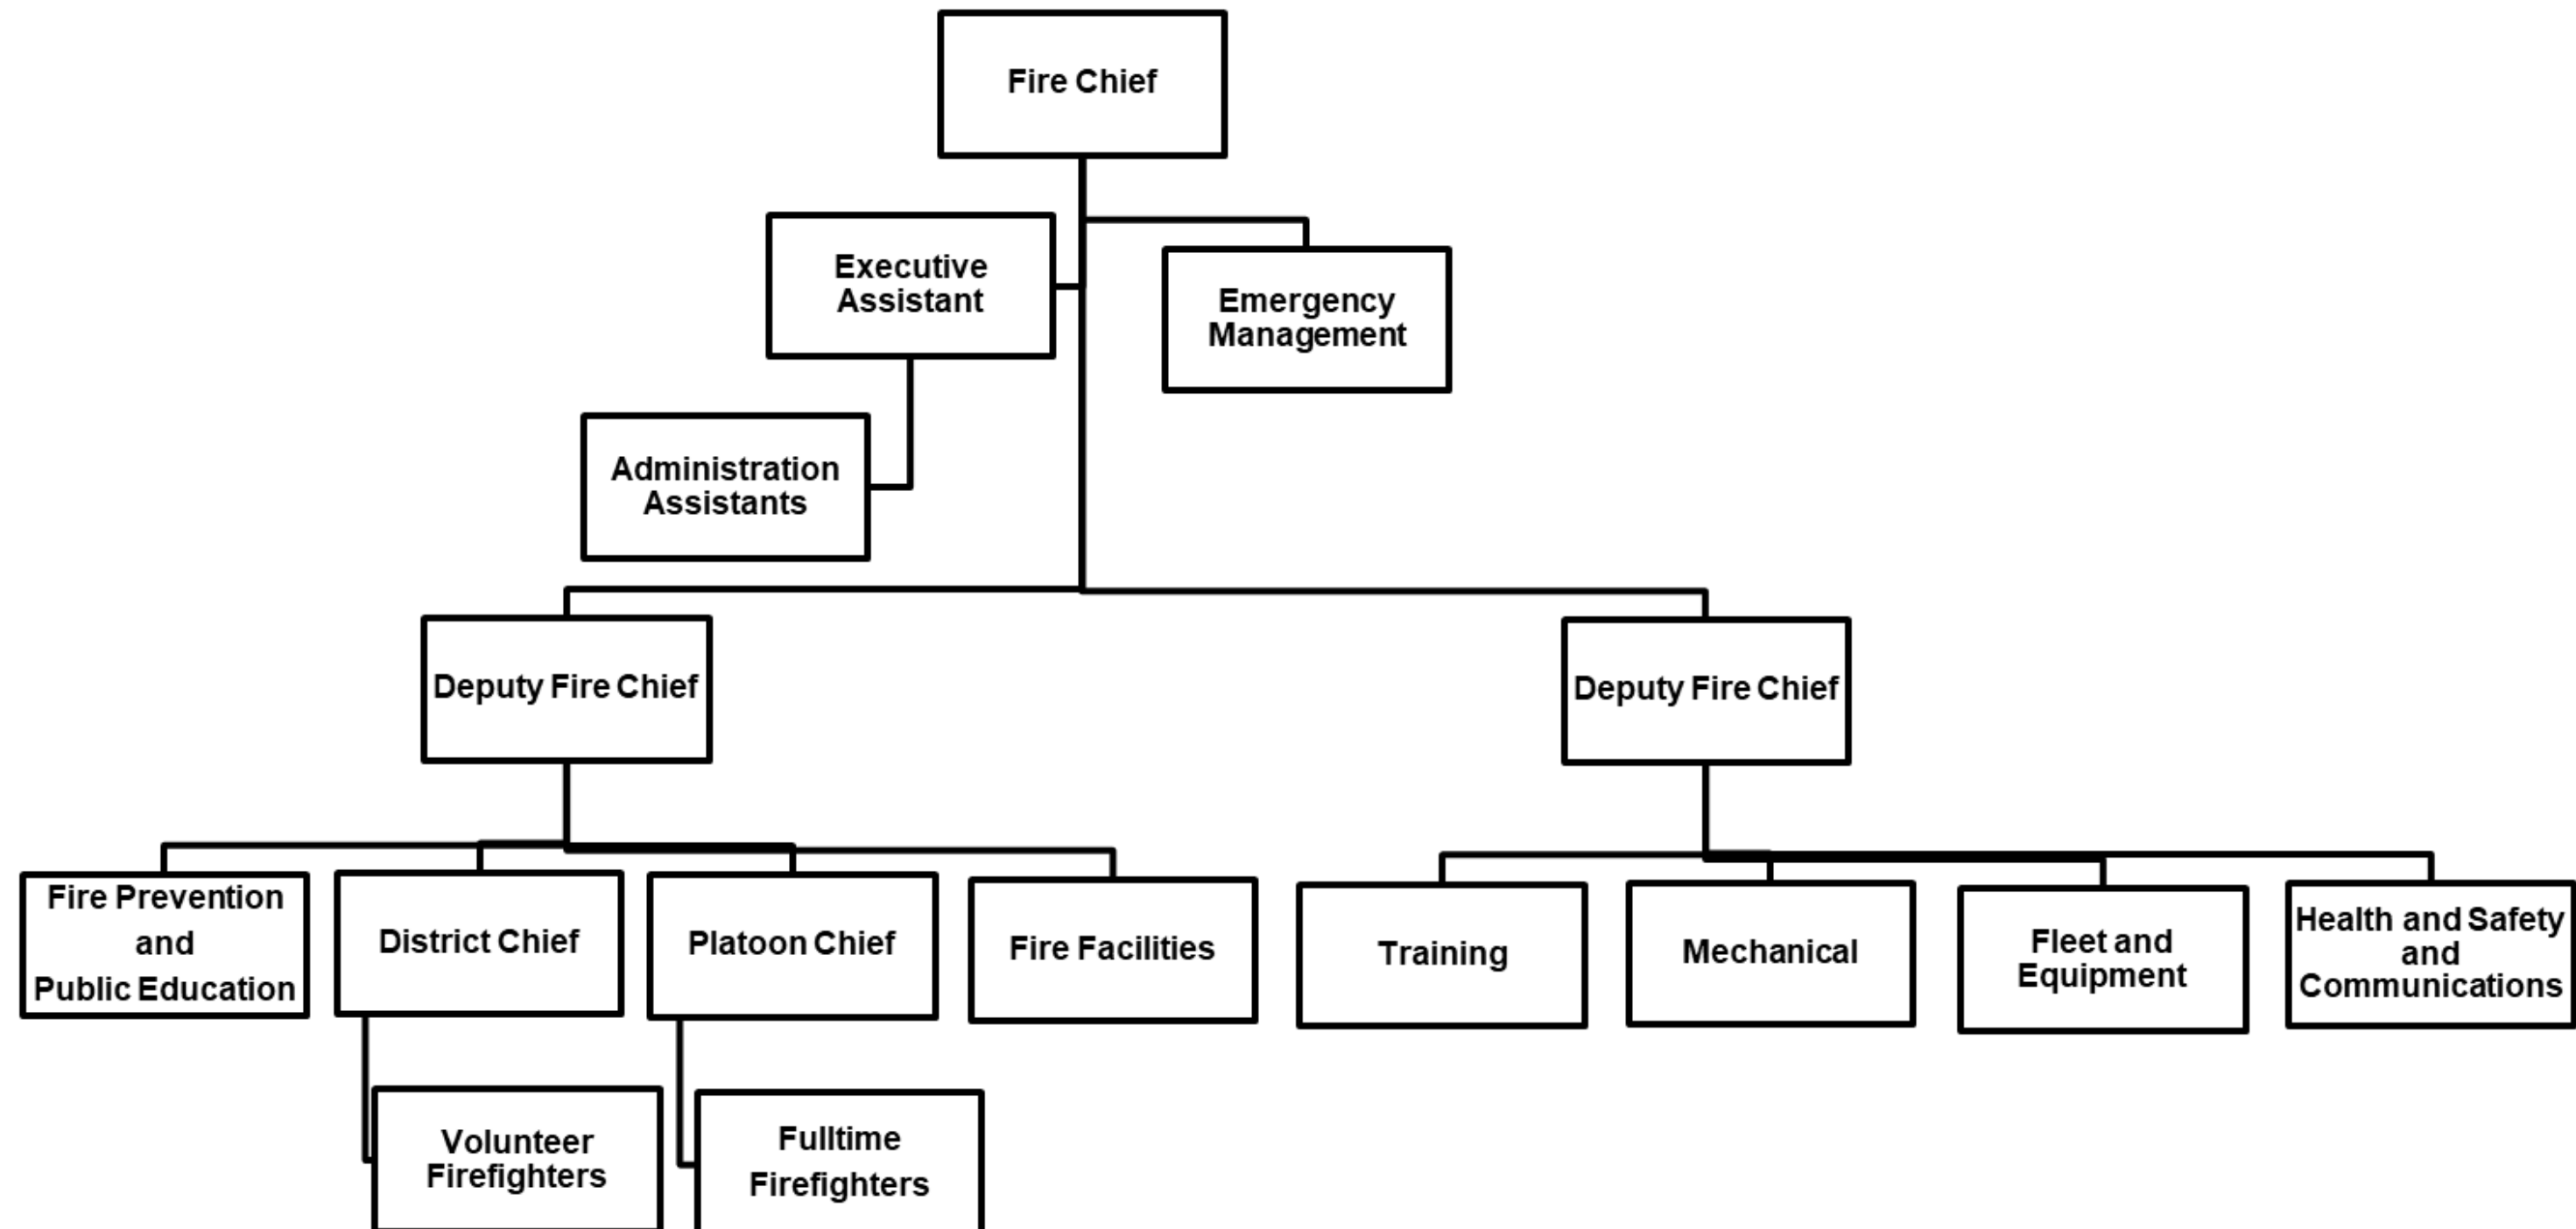 Fire Chief
Executive
Assistant
Emergency
Management
Administration
Assistants
Deputy Fire Chief
Deputy Fire Chief
Fire Prevention
and
Public Education
District Chief
Platoon Chief
Fire Facilities
Training
Mechanical
Fleet and
Equipment
Health and Safety
and
Communications
Volunteer
Firefighters
Fulltime
Firefighters